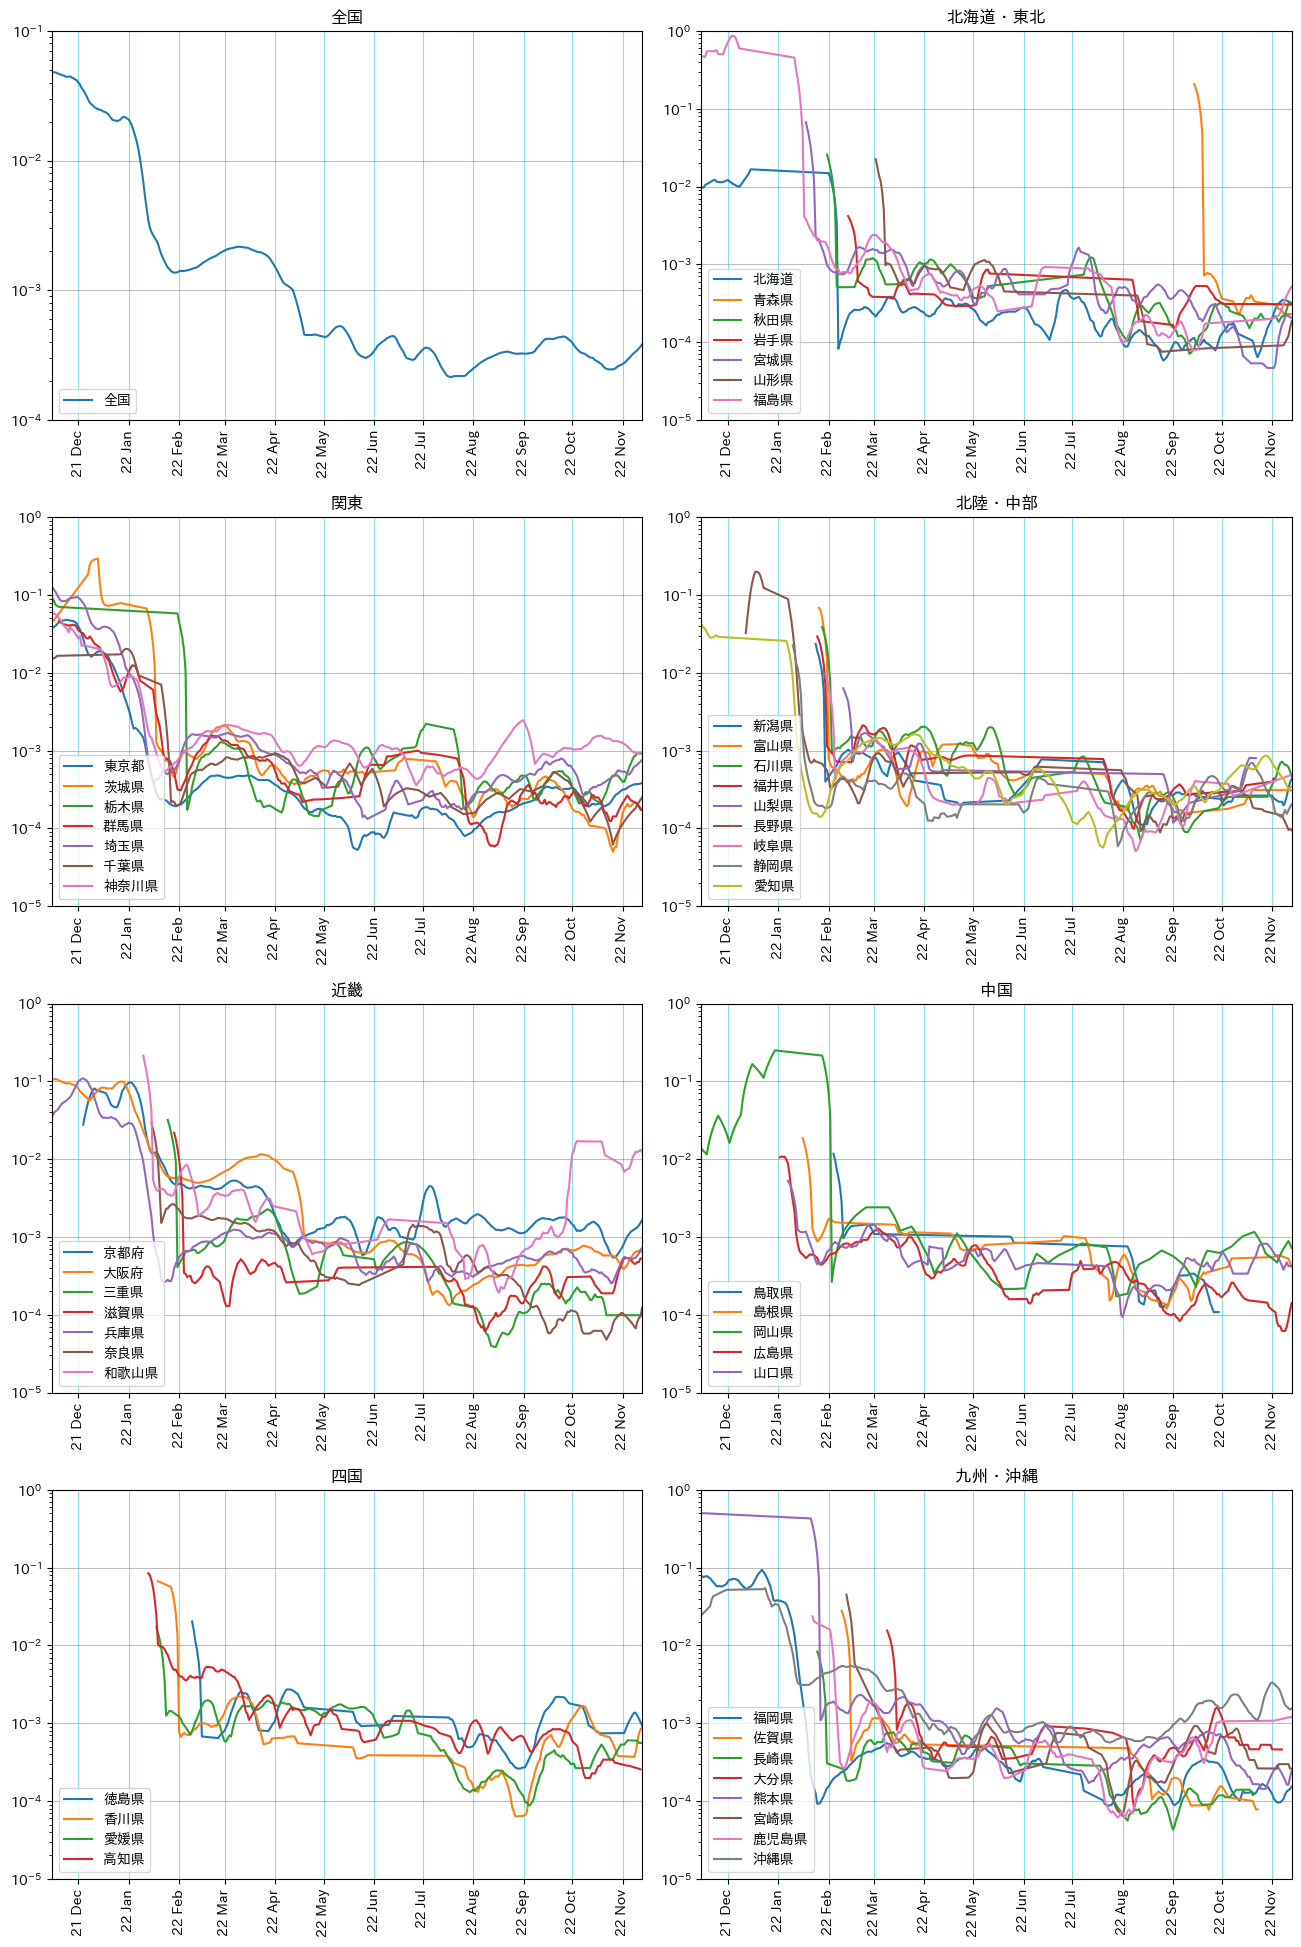 全国
10⁻¹
10⁻²
10⁻³
10⁻⁴
全国
21 Dec
22 Jan
22 Feb
22 Mar
22 Apr
22 May
22 Jun
22 Jul
22 Aug
22 Sep
22 Oct
22 Nov
北海道・東北
10⁰
10⁻¹
10⁻²
10⁻³
10⁻⁴
10⁻⁵
北海道
青森県
秋田県
岩手県
宮城県
山形県
福島県
21 Dec
22 Jan
22 Feb
22 Mar
22 Apr
22 May
22 Jun
22 Jul
22 Aug
22 Sep
22 Oct
22 Nov
関東
10⁰
10⁻¹
10⁻²
10⁻³
10⁻⁴
10⁻⁵
東京都
茨城県
栃木県
群馬県
埼玉県
千葉県
神奈川県
21 Dec
22 Jan
22 Feb
22 Mar
22 Apr
22 May
22 Jun
22 Jul
22 Aug
22 Sep
22 Oct
22 Nov
北陸・中部
10⁰
10⁻¹
10⁻²
10⁻³
10⁻⁴
10⁻⁵
新潟県
富山県
石川県
福井県
山梨県
長野県
岐阜県
静岡県
愛知県
21 Dec
22 Jan
22 Feb
22 Mar
22 Apr
22 May
22 Jun
22 Jul
22 Aug
22 Sep
22 Oct
22 Nov
近畿
10⁰
10⁻¹
10⁻²
10⁻³
10⁻⁴
10⁻⁵
京都府
大阪府
三重県
滋賀県
兵庫県
奈良県
和歌山県
21 Dec
22 Jan
22 Feb
22 Mar
22 Apr
22 May
22 Jun
22 Jul
22 Aug
22 Sep
22 Oct
22 Nov
中国
10⁰
10⁻¹
10⁻²
10⁻³
10⁻⁴
10⁻⁵
鳥取県
島根県
岡山県
広島県
山口県
21 Dec
22 Jan
22 Feb
22 Mar
22 Apr
22 May
22 Jun
22 Jul
22 Aug
22 Sep
22 Oct
22 Nov
四国
10⁰
10⁻¹
10⁻²
10⁻³
10⁻⁴
10⁻⁵
徳島県
香川県
愛媛県
高知県
21 Dec
22 Jan
22 Feb
22 Mar
22 Apr
22 May
22 Jun
22 Jul
22 Aug
22 Sep
22 Oct
22 Nov
九州・沖縄
10⁰
10⁻¹
10⁻²
10⁻³
10⁻⁴
10⁻⁵
福岡県
佐賀県
長崎県
大分県
熊本県
宮崎県
鹿児島県
沖縄県
21 Dec
22 Jan
22 Feb
22 Mar
22 Apr
22 May
22 Jun
22 Jul
22 Aug
22 Sep
22 Oct
22 Nov